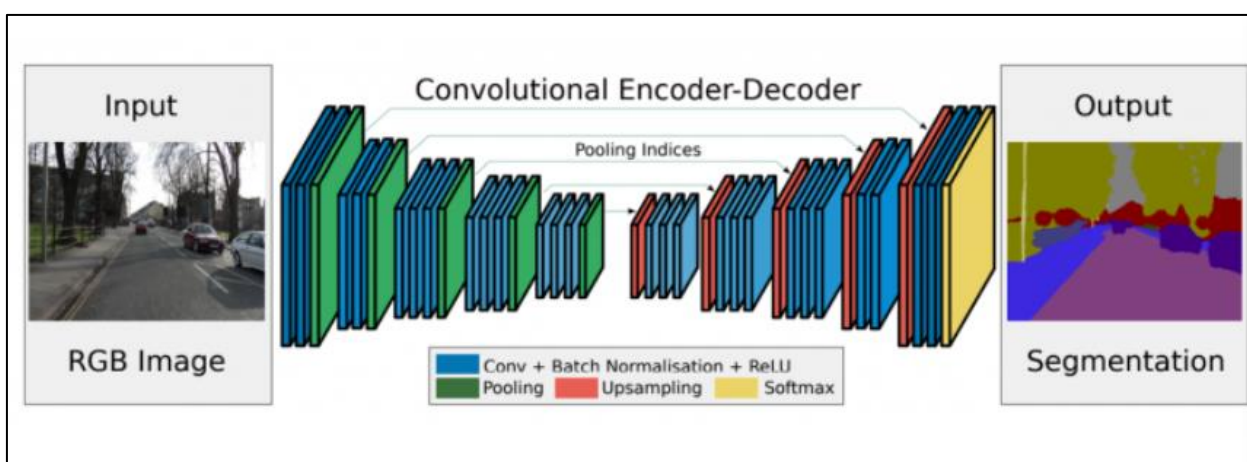 Convolutional Encoder-Decoder
Input
Output
Pooling Indices
RGB Image
Segmentation
Conv + Batch Normalisation + ReLU
Pooling
Upsampling
Softmax